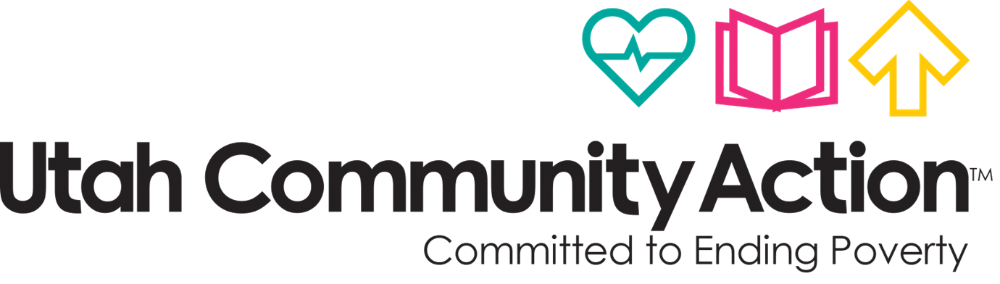 Utah Community Action™
Committed to Ending Poverty